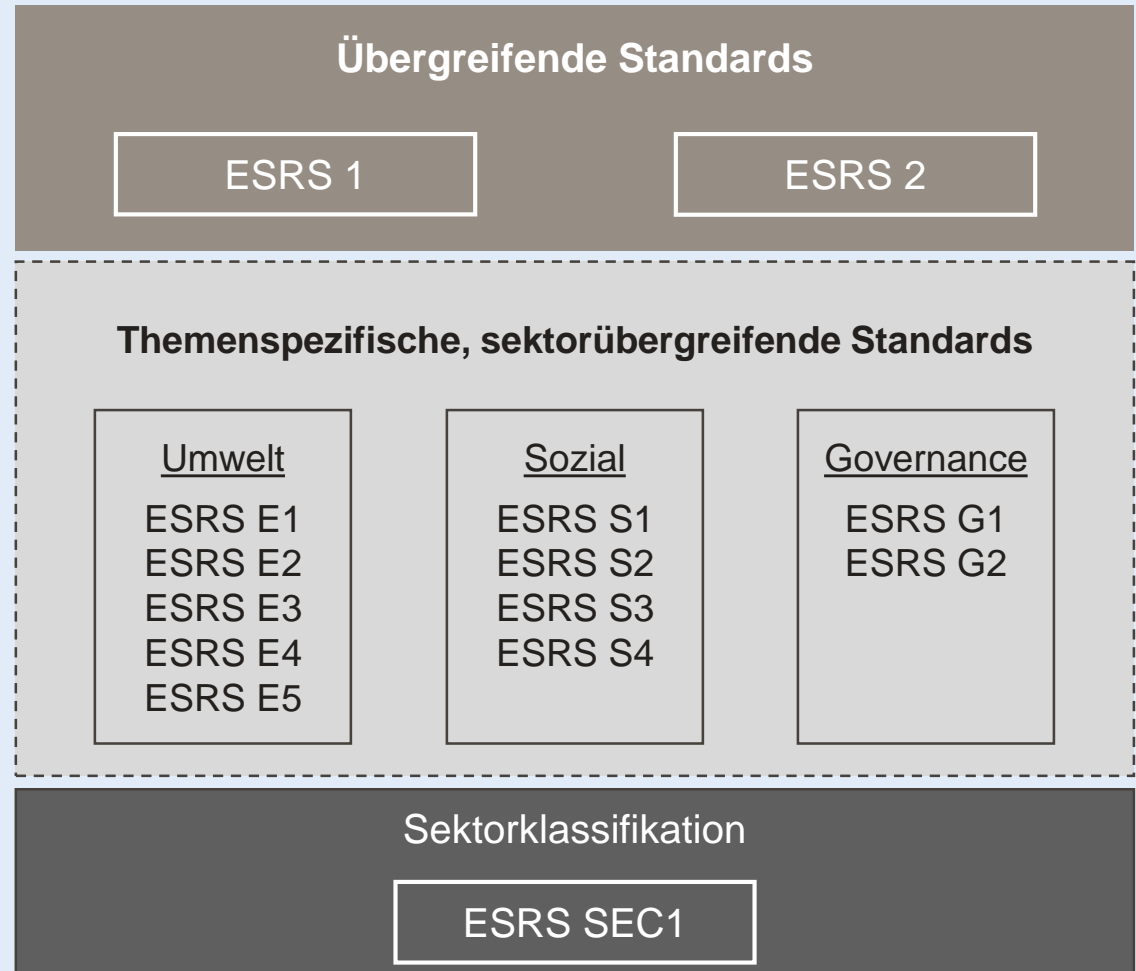 Übergreifende Standards
ESRS 1
ESRS 2
Themenspezifische, sektorübergreifende Standards
Umwelt
ESRS E1
ESRS E2
ESRS E3
ESRS E4
ESRS E5
Sozial
ESRS S1
ESRS S2
ESRS S3
ESRS S4
Governance
ESRS G1
ESRS G2
Sektorklassifikation
ESRS SEC1